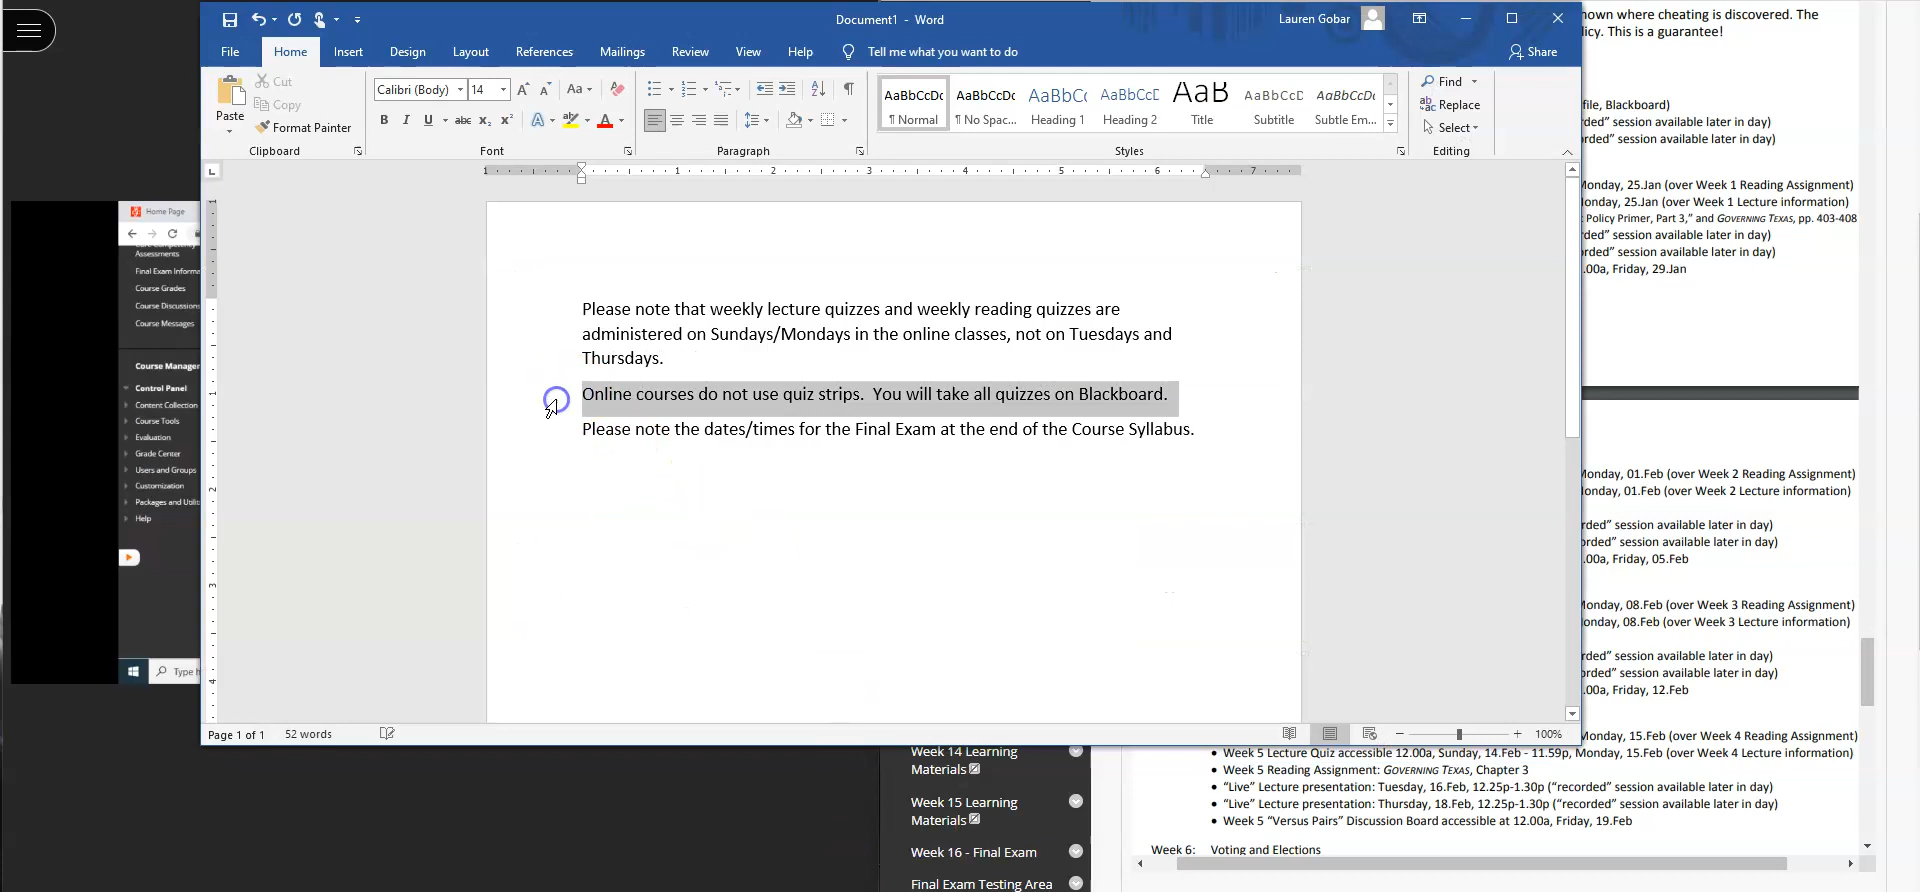 Document1 - Word
Lauren Gobar
File Home Insert Design Layout References Mailings Review View Help Tell me what you want to do
Share
Paste
Cut
Copy
Format Painter
Clipboard
Calibri (Body) 14
Font
Paragraph
AaBbCcDc AaBbCcDc AaBbCc AaBbCcD AaB AaBbCcD AaBbCcDc
¶ Normal ¶ No Spac... Heading 1 Heading 2 Title Subtitle Subtle Em...
Styles
Find
Replace
Select
Editing
1 1 2 3 4 5 6 7
Please note that weekly lecture quizzes and weekly reading quizzes are
administered on Sundays/Mondays in the online classes, not on Tuesdays and
Thursdays.
Online courses do not use quiz strips. You will take all quizzes on Blackboard.
Please note the dates/times for the Final Exam at the end of the Course Syllabus.
Page 1 of 1 52 words
100%
Home Page
Assessments
Final Exam Informa
Course Grades
Course Discussions
Course Messages
Course Manager
Control Panel
Content Collection
Course Tools
Evaluation
Grade Center
Users and Groups
Customization
Packages and Utilit
Help
Type h
Week 14 Learning
Materials
Week 15 Learning
Materials
Week 16 - Final Exam
Final Exam Testing Area
nown where cheating is discovered. The
licy. This is a guarantee!
file, Blackboard)
rded” session available later in day)
orded” session available later in day)
Monday, 25.Jan (over Week 1 Reading Assignment)
onday, 25.Jan (over Week 1 Lecture information)
Policy Primer, Part 3,” and GOVERNING TEXAS, pp. 403-408
rded” session available later in day)
orded” session available later in day)
.00a, Friday, 29.Jan
Monday, 01.Feb (over Week 2 Reading Assignment)
onday, 01.Feb (over Week 2 Lecture information)
rded” session available later in day)
orded” session available later in day)
.00a, Friday, 05.Feb
Monday, 08.Feb (over Week 3 Reading Assignment)
onday, 08.Feb (over Week 3 Lecture information)
rded” session available later in day)
orded” session available later in day)
.00a, Friday, 12.Feb
Monday, 15.Feb (over Week 4 Reading Assignment)
• Week 5 Lecture Quiz accessible 12.00a, Sunday, 14.Feb - 11.59p, Monday, 15.Feb (over Week 4 Lecture information)
• Week 5 Reading Assignment: GOVERNING TEXAS, Chapter 3
• “Live” Lecture presentation: Tuesday, 16.Feb, 12.25p-1.30p (“recorded” session available later in day)
• “Live” Lecture presentation: Thursday, 18.Feb, 12.25p-1.30p (“recorded” session available later in day)
• Week 5 “Versus Pairs” Discussion Board accessible at 12.00a, Friday, 19.Feb
Week 6: Voting and Elections